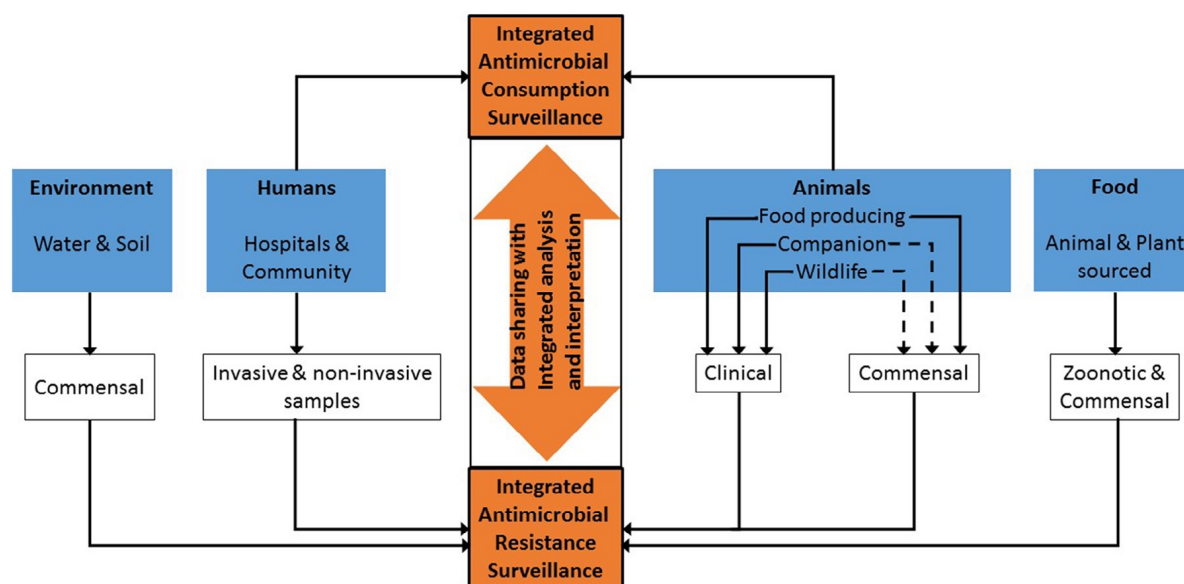 Integrated
Antimicrobial
Consumption
Surveillance
Environment
Water & Soil
Humans
Hospitals &
Community
Data sharing with
Integrated analysis
and interpretation
Animals
Food producing
Companion
Wildlife
Food
Animal & Plant
sourced
Commensal
Invasive & non-invasive
samples
Clinical
Commensal
Zoonotic &
Commensal
Integrated
Antimicrobial
Resistance
Surveillance